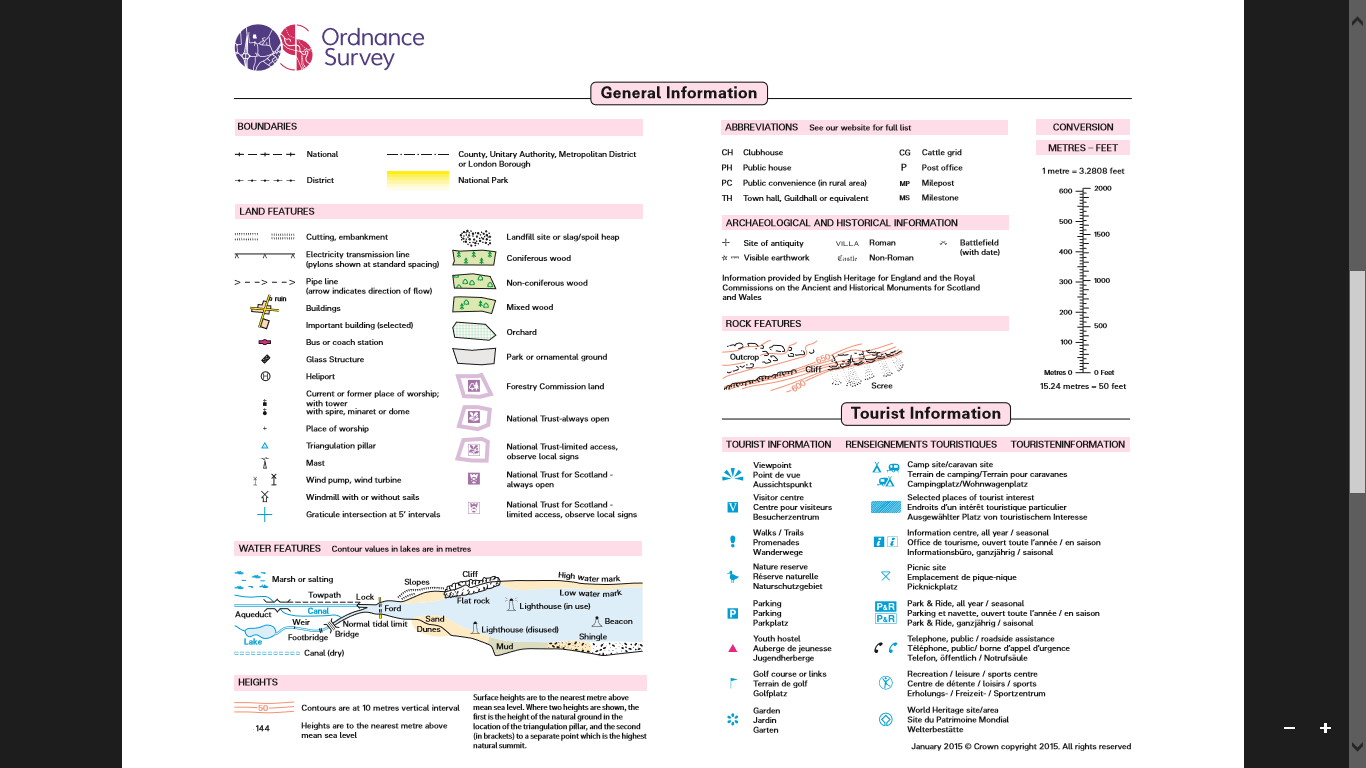 Ordnance
Survey
General Information
BOUNDARIES
National
County, Unitary Authority, Metropolitan District
or London Borough
District
National Park
LAND FEATURES
Cutting, embankment
Electricity transmission line
(pylons shown at standard spacing)
Pipe line
(arrow indicates direction of flow)
ruin
Buildings
Important building (selected)
Bus or coach station
Glass Structure
H
Heliport
Current or former place of worship;
with tower
with spire, minaret or dome
Place of worship
Triangulation pillar
Mast
Wind pump, wind turbine
Windmill with or without sails
Graticule intersection at 5' intervals
Landfill site or slag/spoil heap
Coniferous wood
Non-coniferous wood
Mixed wood
Orchard
Park or ornamental ground
Forestry Commission land
National Trust-always open
National Trust-limited access,
observe local signs
National Trust for Scotland -
always open
National Trust for Scotland -
limited access, observe local signs
WATER FEATURES Contour values in lakes are in metres
Marsh or salting
Towpath
Lock
Slopes
Cliff
High water mark
Low water mark
Flat rock
Lighthouse (in use)
Aqueduct
Canal
Ford
Weir
Normal tidal limit
Sand
Dunes
Lighthouse (disused)
Beacon
Footbridge
Bridge
Lake
Shingle
Mud
Canal (dry)
HEIGHTS
50
Contours are at 10 metres vertical interval
144
Heights are to the nearest metre above
mean sea level
Surface heights are to the nearest metre above
mean sea level. Where two heights are shown, the
first is the height of the natural ground in the
location of the triangulation pillar, and the second
(in brackets) to a separate point which is the highest
natural summit.
ABBREVIATIONS See our website for full list
CH Clubhouse
CG Cattle grid
PH Public house
P Post office
PC Public convenience (in rural area)
MP Milepost
TH Town hall, Guildhall or equivalent
MS Milestone
ARCHAEOLOGICAL AND HISTORICAL INFORMATION
Site of antiquity
VILLA Roman
Battlefield
(with date)
Visible earthwork
Castle Non-Roman
Information provided by English Heritage for England and the Royal
Commissions on the Ancient and Historical Monuments for Scotland
and Wales
ROCK FEATURES
Outcrop
650
Cliff
600
Scree
CONVERSION
METRES – FEET
1 metre = 3.2808 feet
600
2000
500
1500
400
300
1000
200
500
100
Metres 0
0 Feet
15.24 metres = 50 feet
Tourist Information
TOURIST INFORMATION RENSEIGNEMENTS TOURISTIQUES TOURISTENINFORMATION
Viewpoint
Point de vue
Aussichtspunkt
V
Visitor centre
Centre pour visiteurs
Besucherzentrum
Walks / Trails
Promenades
Wanderwege
Nature reserve
Réserve naturelle
Naturschutzgebiet
P
Parking
Parking
Parkplatz
Youth hostel
Auberge de jeunesse
Jugendherberge
Golf course or links
Terrain de golf
Golfplatz
Garden
Jardin
Garten
Camp site/caravan site
Terrain de camping/Terrain pour caravanes
Campingplatz/Wohnwagenplatz
Selected places of tourist interest
Endroits d'un intérêt touristique particulier
Ausgewählter Platz von touristischem Interesse
i i
Information centre, all year / seasonal
Office de tourisme, ouvert toute l'année / en saison
Informationsbüro, ganzjährig / saisonal
Picnic site
Emplacement de pique-nique
Picknickplatz
P&R
P&R
Park & Ride, all year / seasonal
Parking et navette, ouvert toute l'année / en saison
Park & Ride, ganzjährig / saisonal
Telephone, public / roadside assistance
Téléphone, public/ borne d'appel d'urgence
Telefon, öffentlich / Notrufsäule
Recreation / leisure / sports centre
Centre de détente / loisirs / sports
Erholungs- / Freizeit- / Sportzentrum
World Heritage site/area
Site du Patrimoine Mondial
Welterbestätte
January 2015 © Crown copyright 2015. All rights reserved